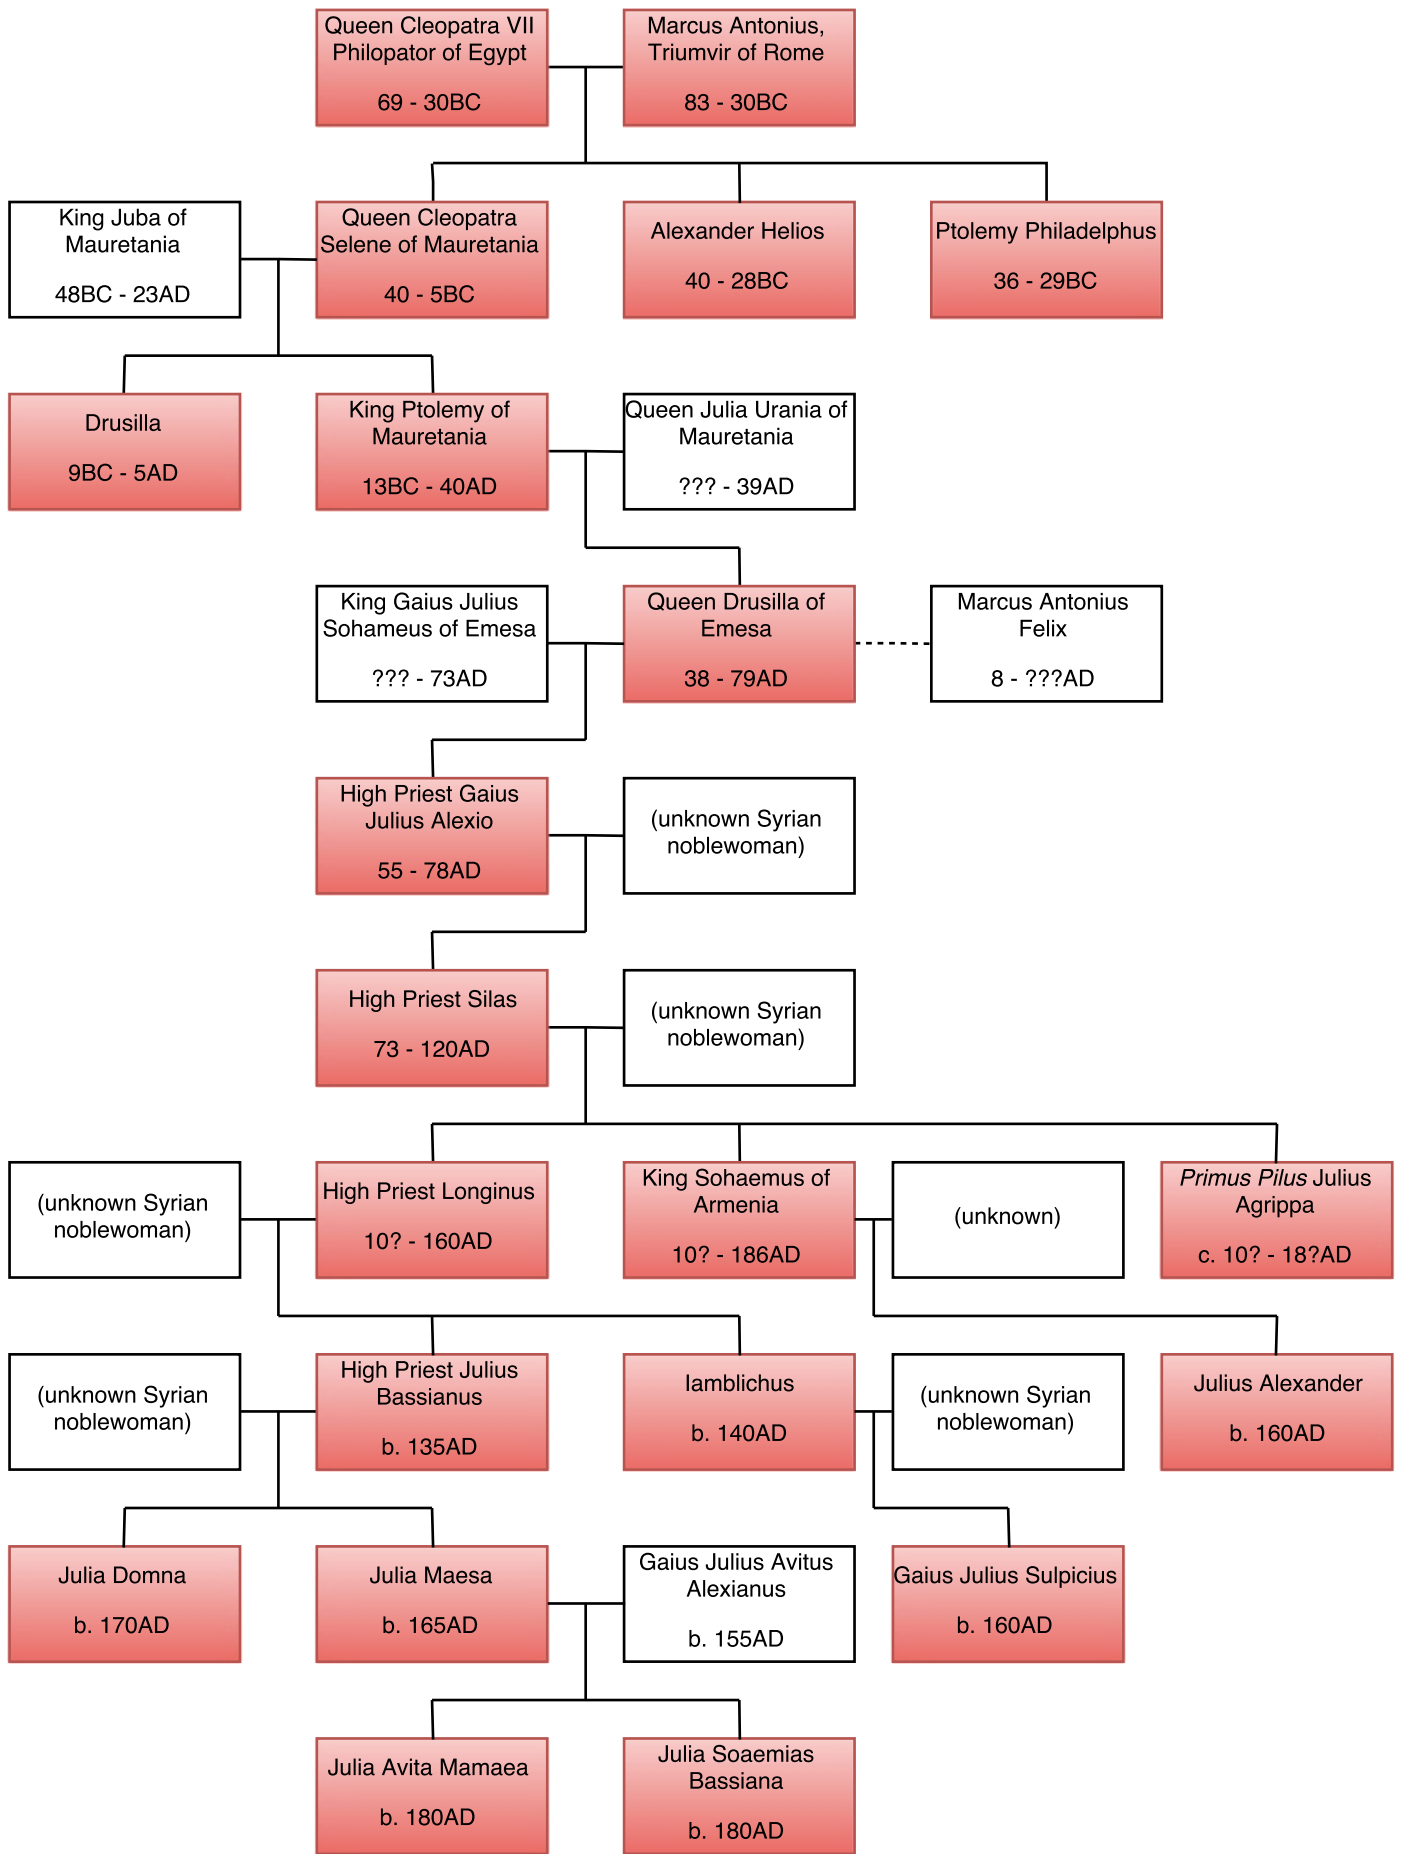 Queen Cleopatra VII
Philopator of Egypt
69 - 30BC
Marcus Antonius,
Triumvir of Rome
83 - 30BC
King Juba of
Mauretania
48BC - 23AD
Queen Cleopatra
Selene of Mauretania
40 - 5BC
Alexander Helios
40 - 28BC
Ptolemy Philadelphus
36 - 29BC
Drusilla
9BC - 5AD
King Ptolemy of
Mauretania
13BC - 40AD
Queen Julia Urania of
Mauretania
??? - 39AD
King Gaius Julius
Sohameus of Emesa
??? - 73AD
Queen Drusilla of
Emesa
38 - 79AD
Marcus Antonius
Felix
8 - ???AD
High Priest Gaius
Julius Alexio
55 - 78AD
(unknown Syrian
noblewoman)
High Priest Silas
73 - 120AD
(unknown Syrian
noblewoman)
(unknown Syrian
noblewoman)
High Priest Longinus
10? - 160AD
King Sohaemus of
Armenia
10? - 186AD
(unknown)
Primus Pilus Julius
Agrippa
c. 10? - 18?AD
(unknown Syrian
noblewoman)
High Priest Julius
Bassianus
b. 135AD
Iamblichus
b. 140AD
(unknown Syrian
noblewoman)
Julius Alexander
b. 160AD
Julia Domna
b. 170AD
Julia Maesa
b. 165AD
Gaius Julius Avitus
Alexianus
b. 155AD
Gaius Julius Sulpicius
b. 160AD
Julia Avita Mamaea
b. 180AD
Julia Soaemias
Bassiana
b. 180AD